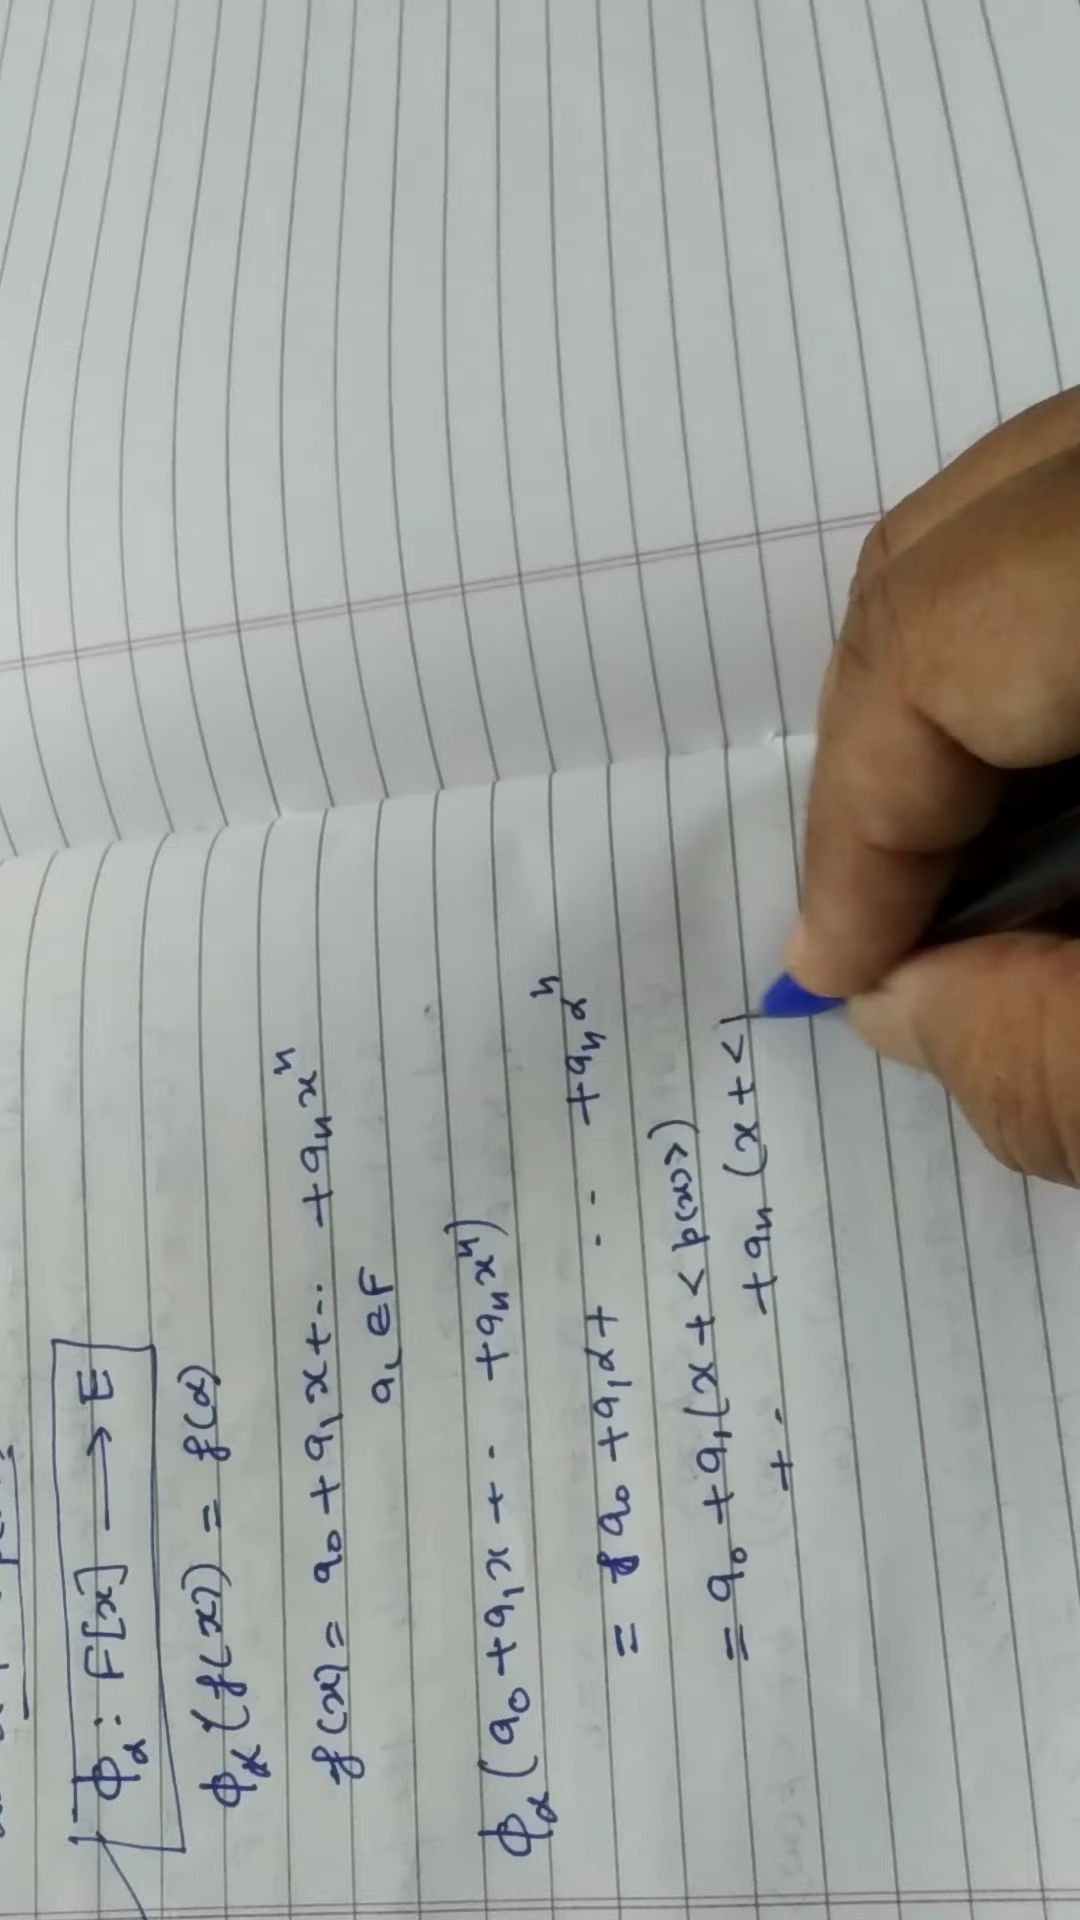 ϕ_α : F[x] ⟶ E
ϕ_α (f(x)) = f(α)
f(x) = a₀ + a₁x + .. + aₙxⁿ
aᵢ ∈ F
ϕ_α (a₀ + a₁x + .. + aₙxⁿ)
= a₀ + a₁α + .. .. + aₙαⁿ
= a₀ + a₁(x + <p(x)>)
+ .. + aₙ (x + <